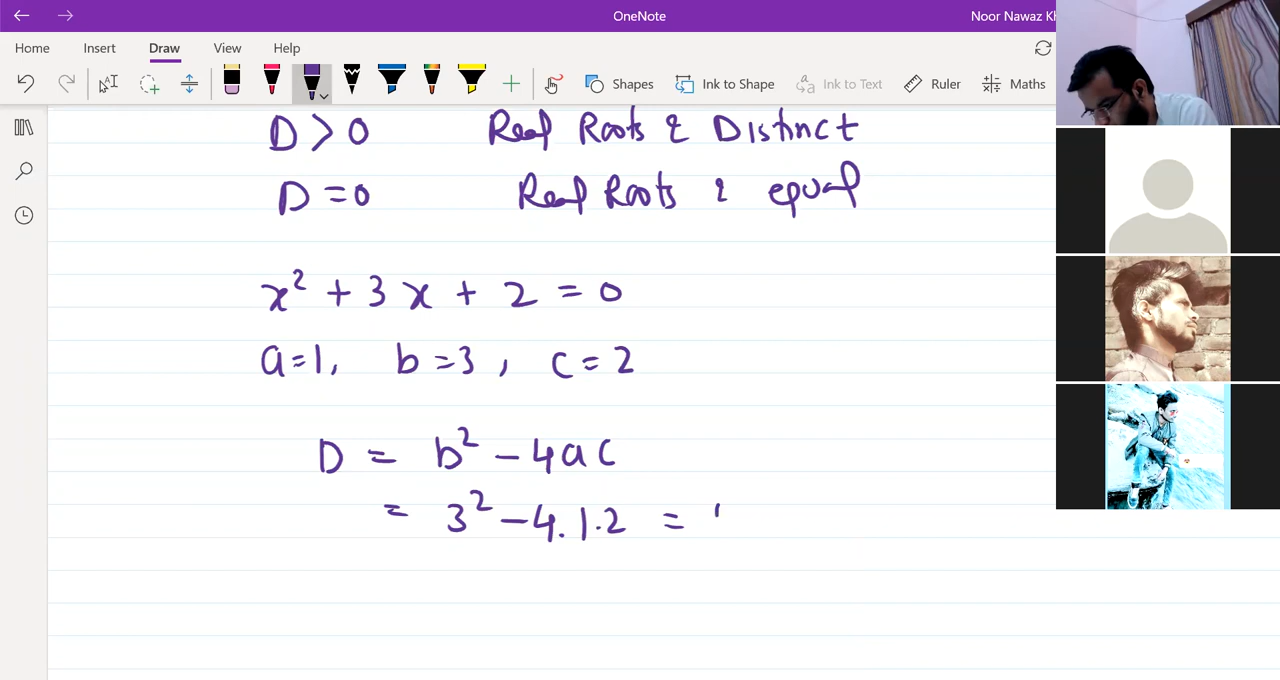 OneNote
Noor Nawaz Kh
Home Insert Draw View Help
Shapes Ink to Shape Ink to Text Ruler Maths
D > 0 Real Roots & Distinct
D = 0 Real Roots & equal
x² + 3x + 2 = 0
a=1, b=3, c=2
D = b² - 4ac
= 3² - 4.1.2 =